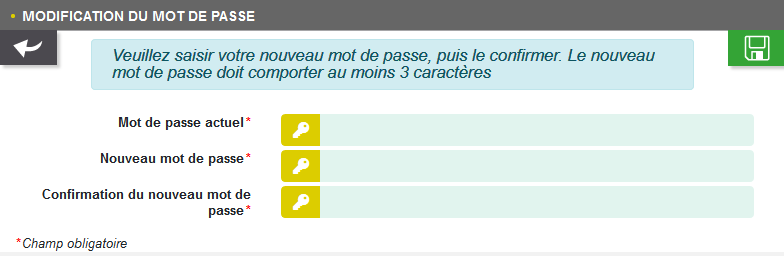 MODIFICATION DU MOT DE PASSE
Veuillez saisir votre nouveau mot de passe, puis le confirmer. Le nouveau
mot de passe doit comporter au moins 3 caractères
Mot de passe actuel*
Nouveau mot de passe*
Confirmation du nouveau mot de
passe*
*Champ obligatoire